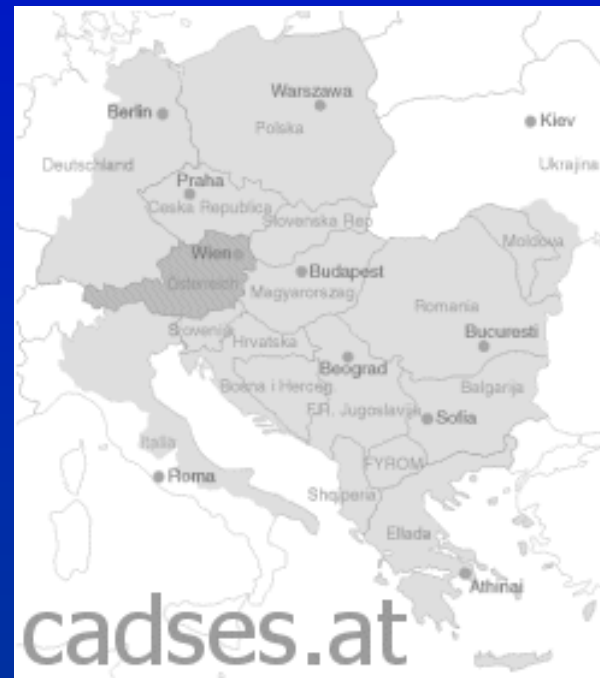 Warszawa
Berlin
Polska
Kiev
Deutschland
Ukrajina
Praha
Ceska Republica
Slovenska Rep
Moldova
Wien
Budapest
Österreich
Magyarorszag
Romania
Slovenija
Hrvatska
Bucuresti
Beograd
Bosna i Herceg.
Balgarija
F.R. Jugoslavija
Sofia
Italia
FYROM
Roma
Shqiperia
Ellada
Athinai
cadses.at